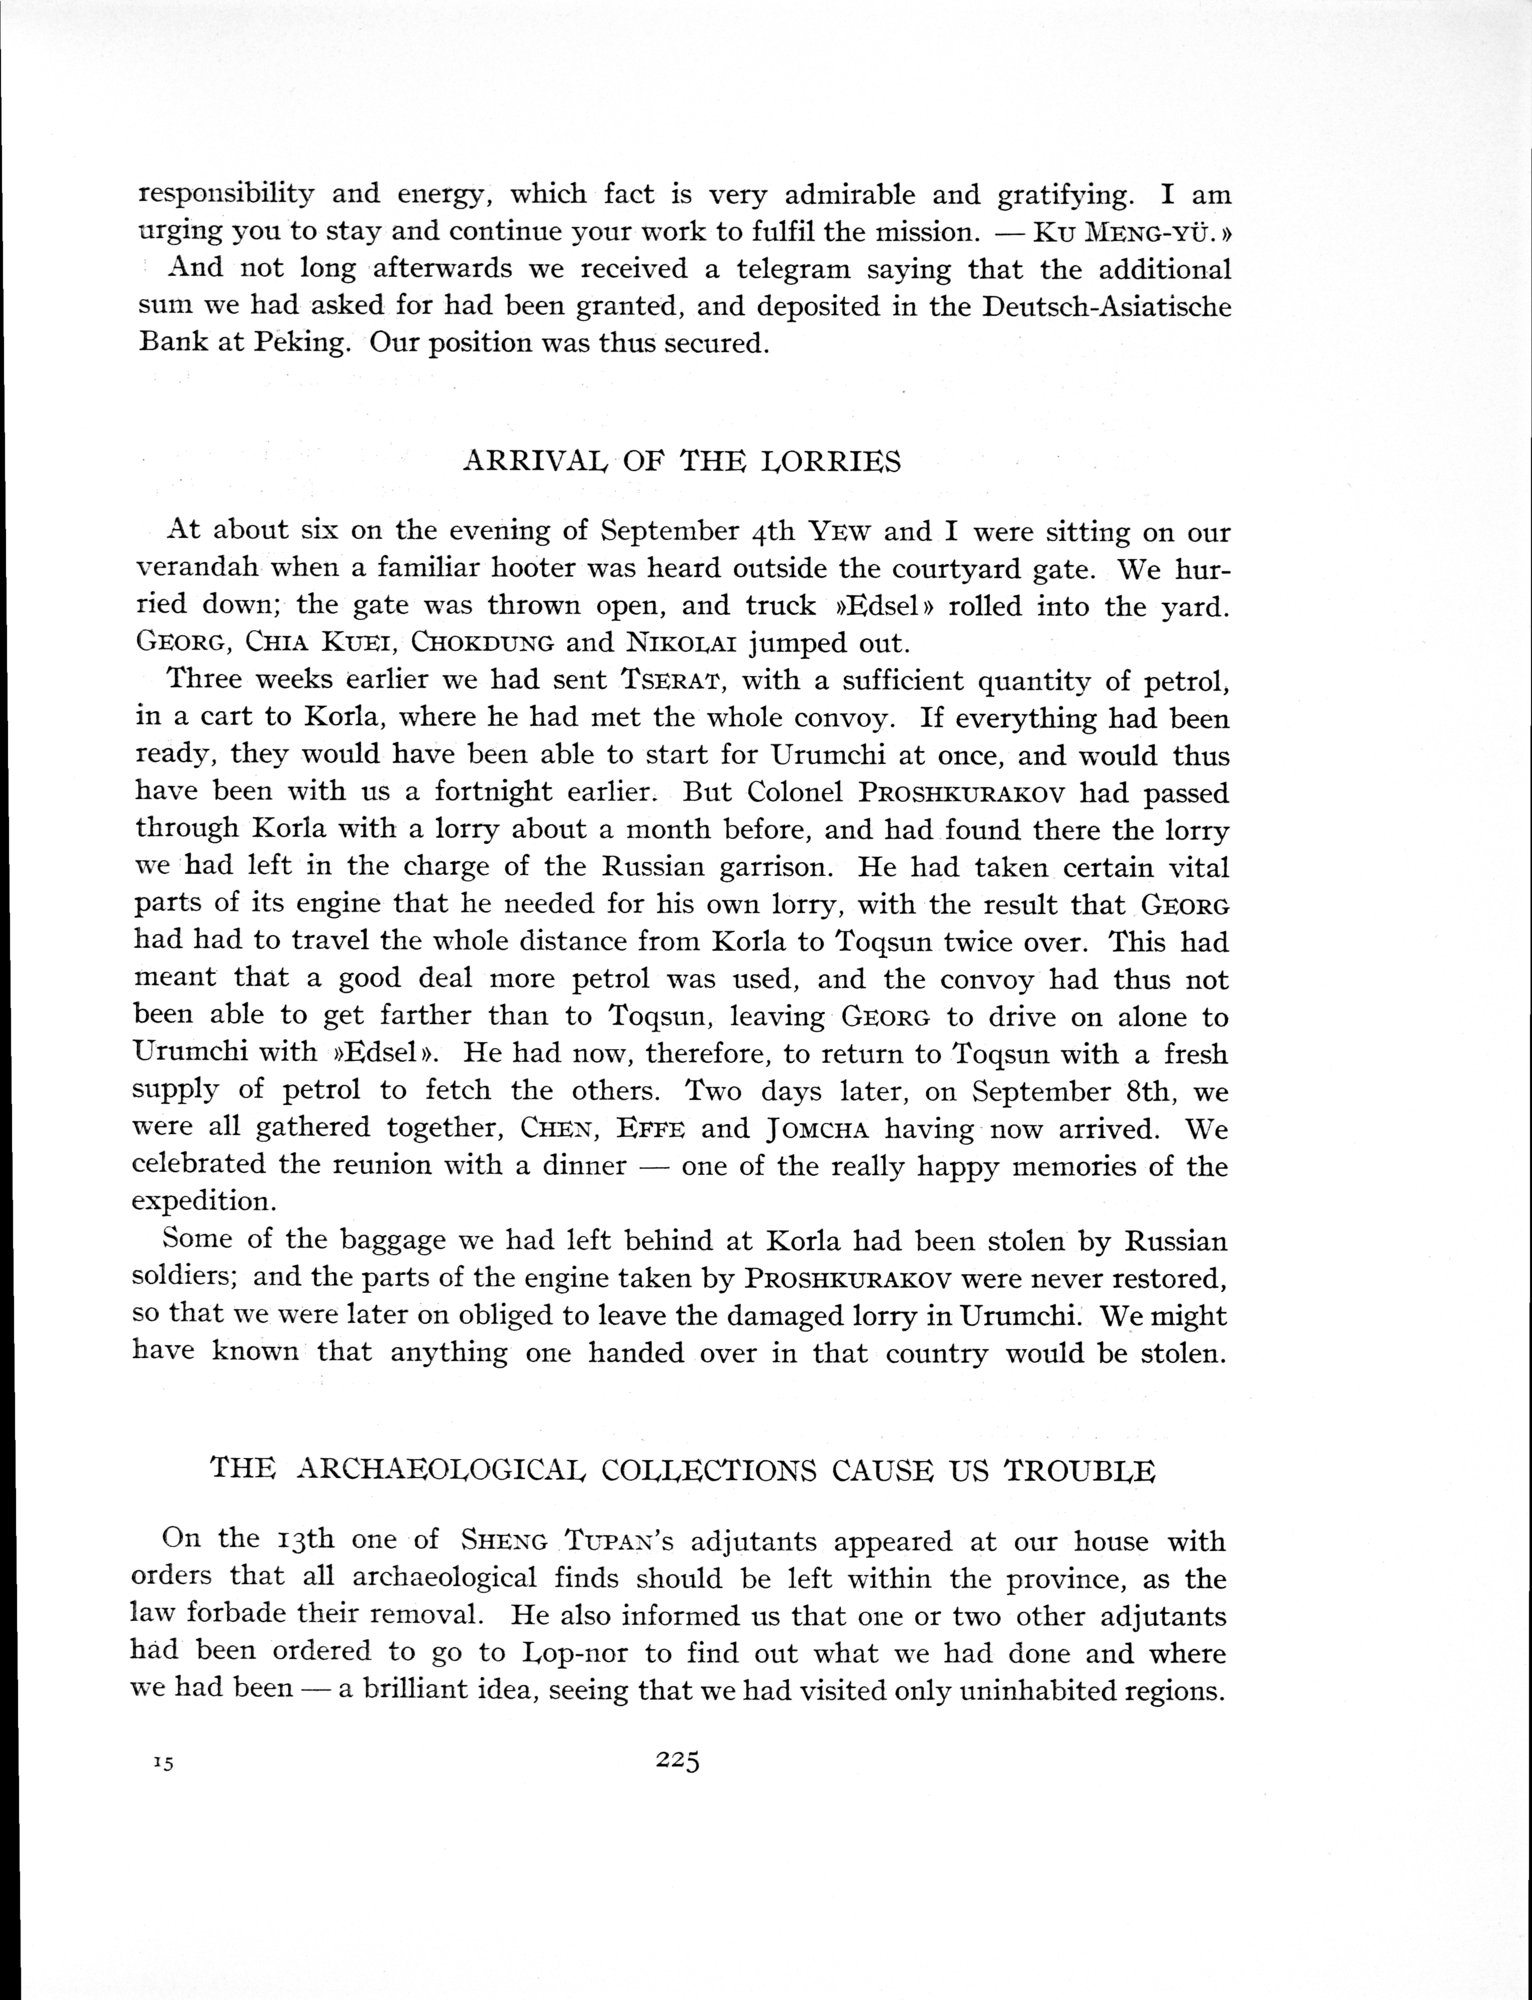 responsibility and energy, which fact is very admirable and gratifying. I am
urging you to stay and continue your work to fulfil the mission. — KU MENG-YÜ.»
And not long afterwards we received a telegram saying that the additional
sum we had asked for had been granted, and deposited in the Deutsch-Asiatische
Bank at Peking. Our position was thus secured.
ARRIVAL OF THE LORRIES
At about six on the evening of September 4th YEW and I were sitting on our
verandah when a familiar hooter was heard outside the courtyard gate. We hur-
ried down; the gate was thrown open, and truck »Edsel» rolled into the yard.
GEORG, CHIA KUEI, CHOKDUNG and NIKOLAI jumped out.
Three weeks earlier we had sent TSERAT, with a sufficient quantity of petrol,
in a cart to Korla, where he had met the whole convoy. If everything had been
ready, they would have been able to start for Urumchi at once, and would thus
have been with us a fortnight earlier. But Colonel PROSHKURAKOV had passed
through Korla with a lorry about a month before, and had found there the lorry
we had left in the charge of the Russian garrison. He had taken certain vital
parts of its engine that he needed for his own lorry, with the result that GEORG
had had to travel the whole distance from Korla to Toqsun twice over. This had
meant that a good deal more petrol was used, and the convoy had thus not
been able to get farther than to Toqsun, leaving GEORG to drive on alone to
Urumchi with »Edsel». He had now, therefore, to return to Toqsun with a fresh
supply of petrol to fetch the others. Two days later, on September 8th, we
were all gathered together, CHEN, EFFE and JOMCHA having now arrived. We
celebrated the reunion with a dinner — one of the really happy memories of the
expedition.
Some of the baggage we had left behind at Korla had been stolen by Russian
soldiers; and the parts of the engine taken by PROSHKURAKOV were never restored,
so that we were later on obliged to leave the damaged lorry in Urumchi. We might
have known that anything one handed over in that country would be stolen.
THE ARCHAEOLOGICAL COLLECTIONS CAUSE US TROUBLE
On the 13th one of SHENG TUPAN's adjutants appeared at our house with
orders that all archaeological finds should be left within the province, as the
law forbade their removal. He also informed us that one or two other adjutants
had been ordered to go to Lop-nor to find out what we had done and where
we had been — a brilliant idea, seeing that we had visited only uninhabited regions.
15 225